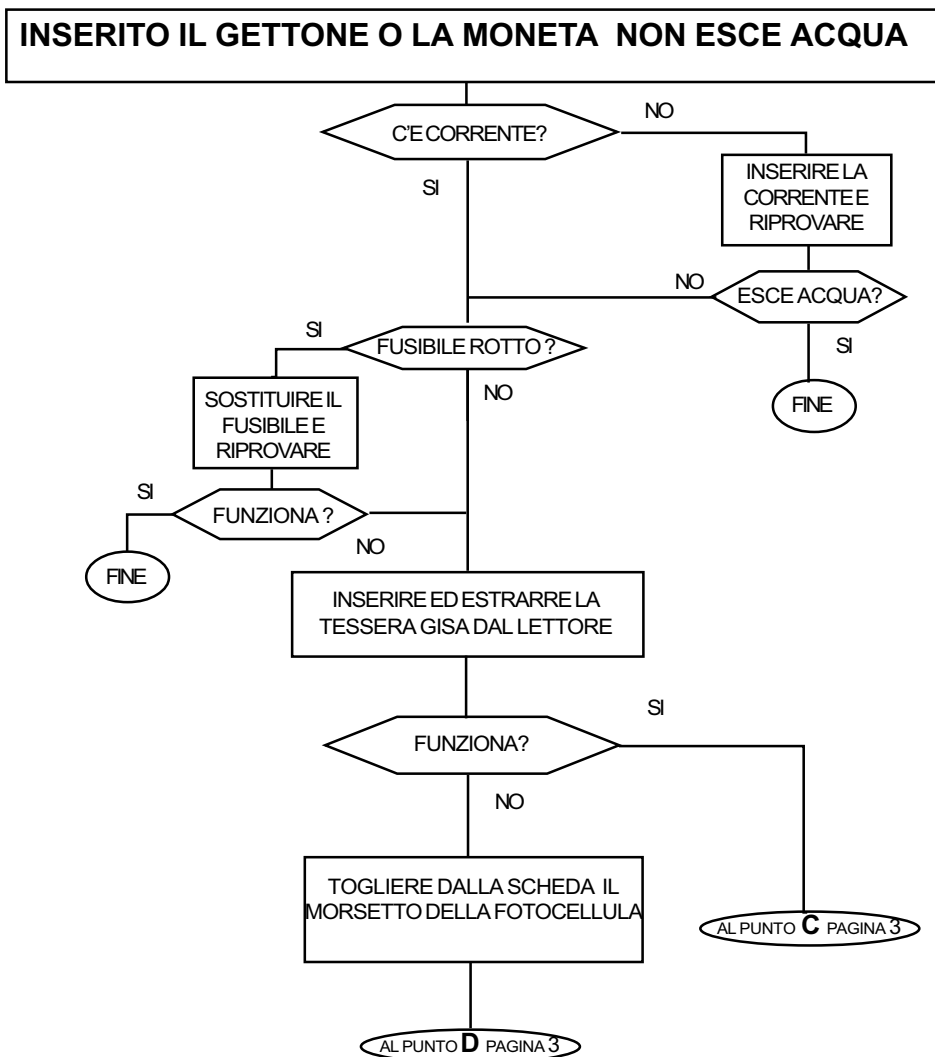 INSERITO IL GETTONE O LA MONETA NON ESCE ACQUA
C'E CORRENTE?
NO
SI
INSERIRE LA
CORRENTE E
RIPROVARE
NO
ESCE ACQUA?
SI
FINE
SI
FUSIBILE ROTTO ?
NO
SOSTITUIRE IL
FUSIBILE E
RIPROVARE
SI
FUNZIONA ?
NO
FINE
INSERIRE ED ESTRARRE LA
TESSERA GISA DAL LETTORE
SI
FUNZIONA?
NO
TOGLIERE DALLA SCHEDA IL
MORSETTO DELLA FOTOCELLULA
AL PUNTO C PAGINA 3
AL PUNTO D PAGINA 3